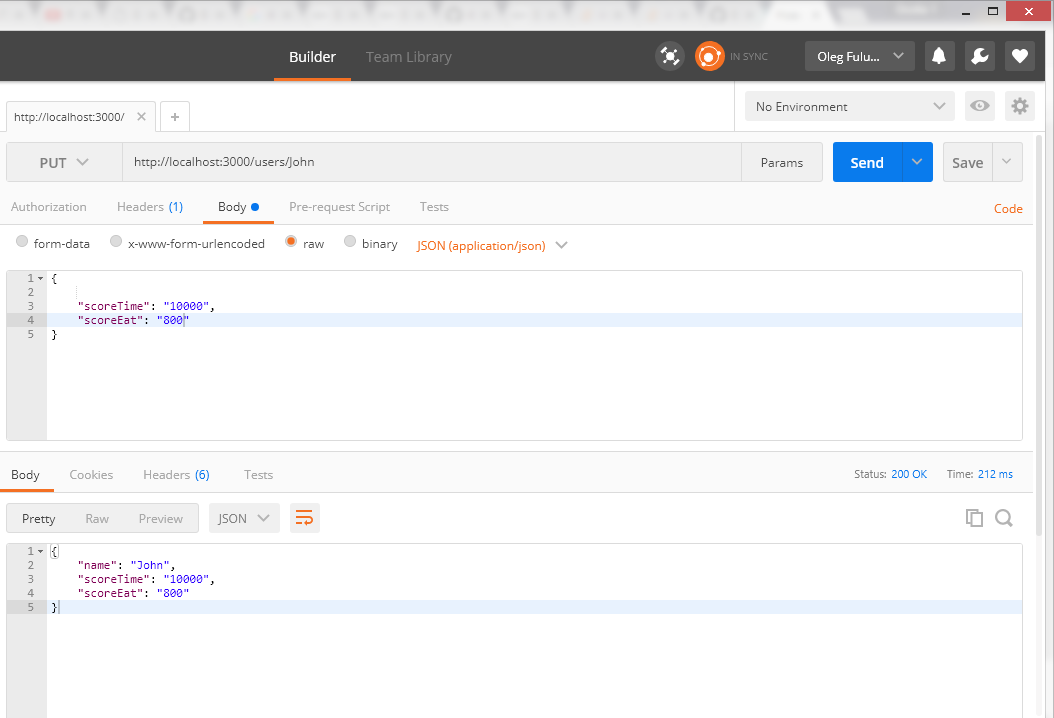 Builder Team Library IN SYNC Oleg Fulu...
http://localhost:3000/ No Environment
PUT http://localhost:3000/users/John Params Send Save
Authorization Headers (1) Body Pre-request Script Tests Code
form-data x-www-form-urlencoded raw binary JSON (application/json)
1 {
2
3 "scoreTime": "10000",
4 "scoreEat": "800"
5 }
Body Cookies Headers (6) Tests Status: 200 OK Time: 212 ms
Pretty Raw Preview JSON
1 {
2 "name": "John",
3 "scoreTime": "10000",
4 "scoreEat": "800"
5 }